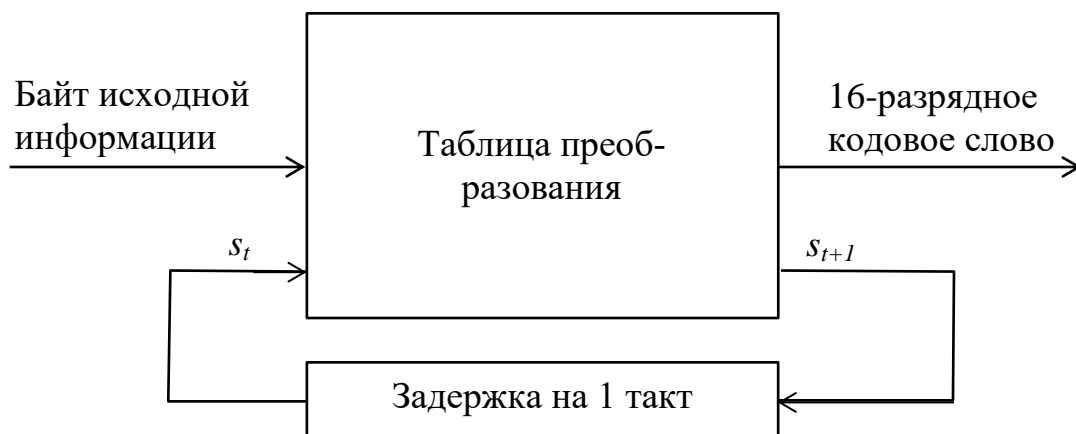 Байт исходной
информации
Таблица преоб-
разования
16-разрядное
кодовое слово
s_t
s_{t+1}
Задержка на 1 такт